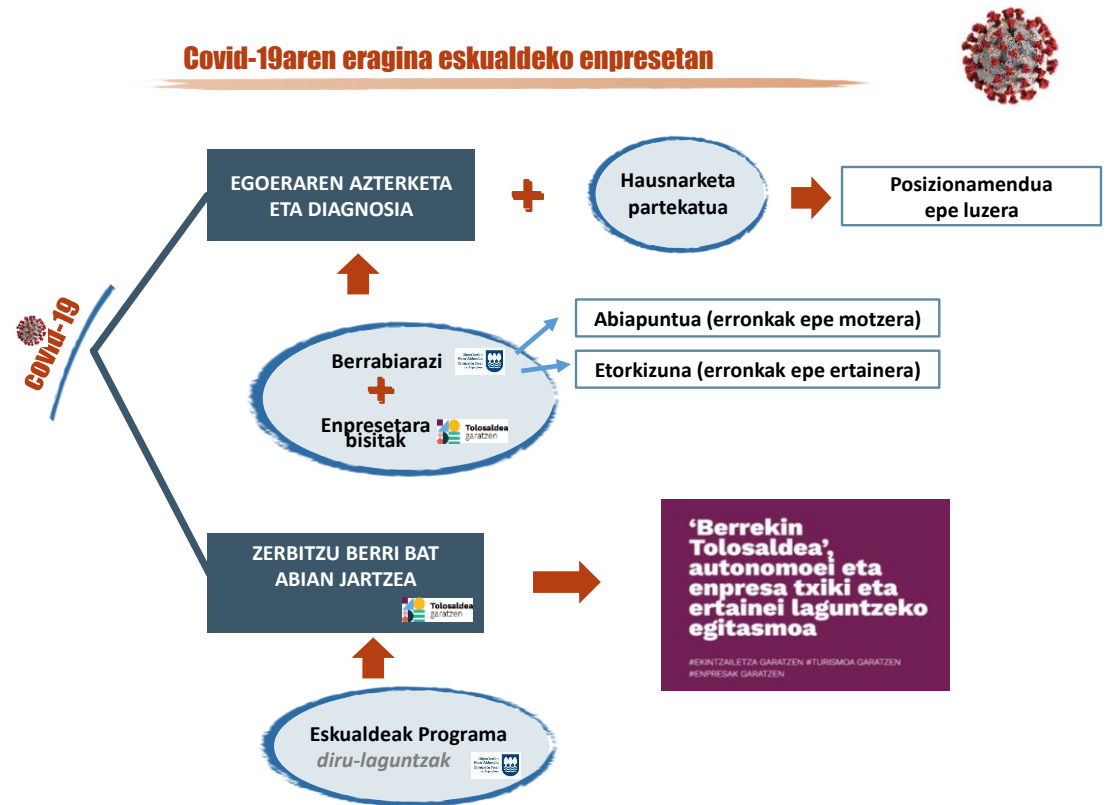 Covid-19aren eragina eskualdeko enpresetan
EGOERAREN AZTERKETA
ETA DIAGNOSIA
Hausnarketa
partekatua
Posizionamendua
epe luzera
Covid-19
Abiapuntua (erronkak epe motzera)
Etorkizuna (erronkak epe ertainera)
Berrabiarazi
Enpresetara
bisitak
Tolosaldea
garatzen
ZERBITZU BERRI BAT
ABIAN JARTZEA
Tolosaldea
garatzen
‘Berrekin
Tolosaldea’,
autonomoei eta
enpresa txiki eta
ertainei laguntzeko
egitasmoa
#EKINTZAILETZA GARATZEN #TURISMOA GARATZEN
#ENPRESAK GARATZEN
Eskualdeak Programa
diru-laguntzak